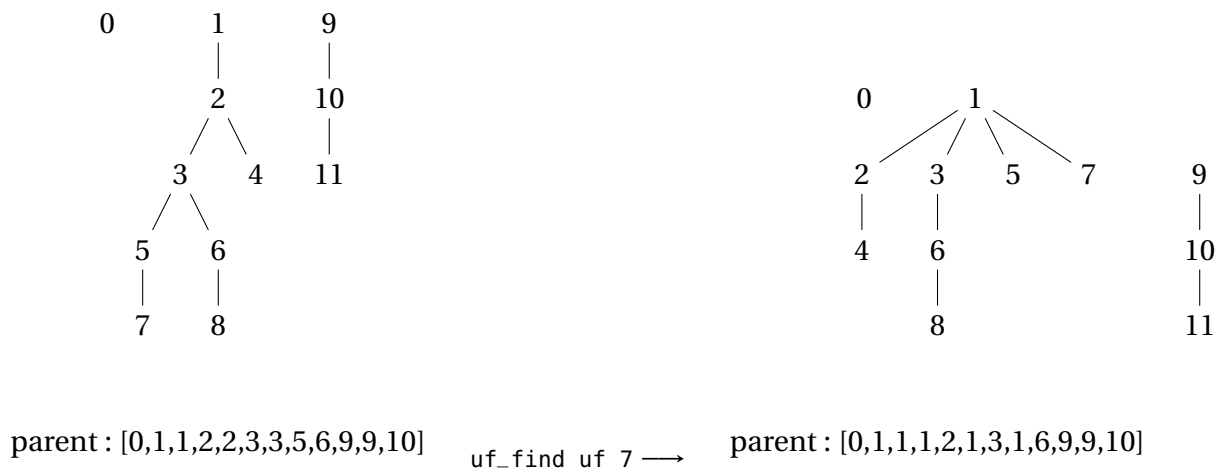 0 1 9
2 10 0 1
3 4 11 2 3 5 7 9
5 6 4 6 10
7 8 8 11
parent : [0,1,1,2,2,3,3,5,6,9,9,10] uf_find uf 7 ⟶ parent : [0,1,1,1,2,1,3,1,6,9,9,10]